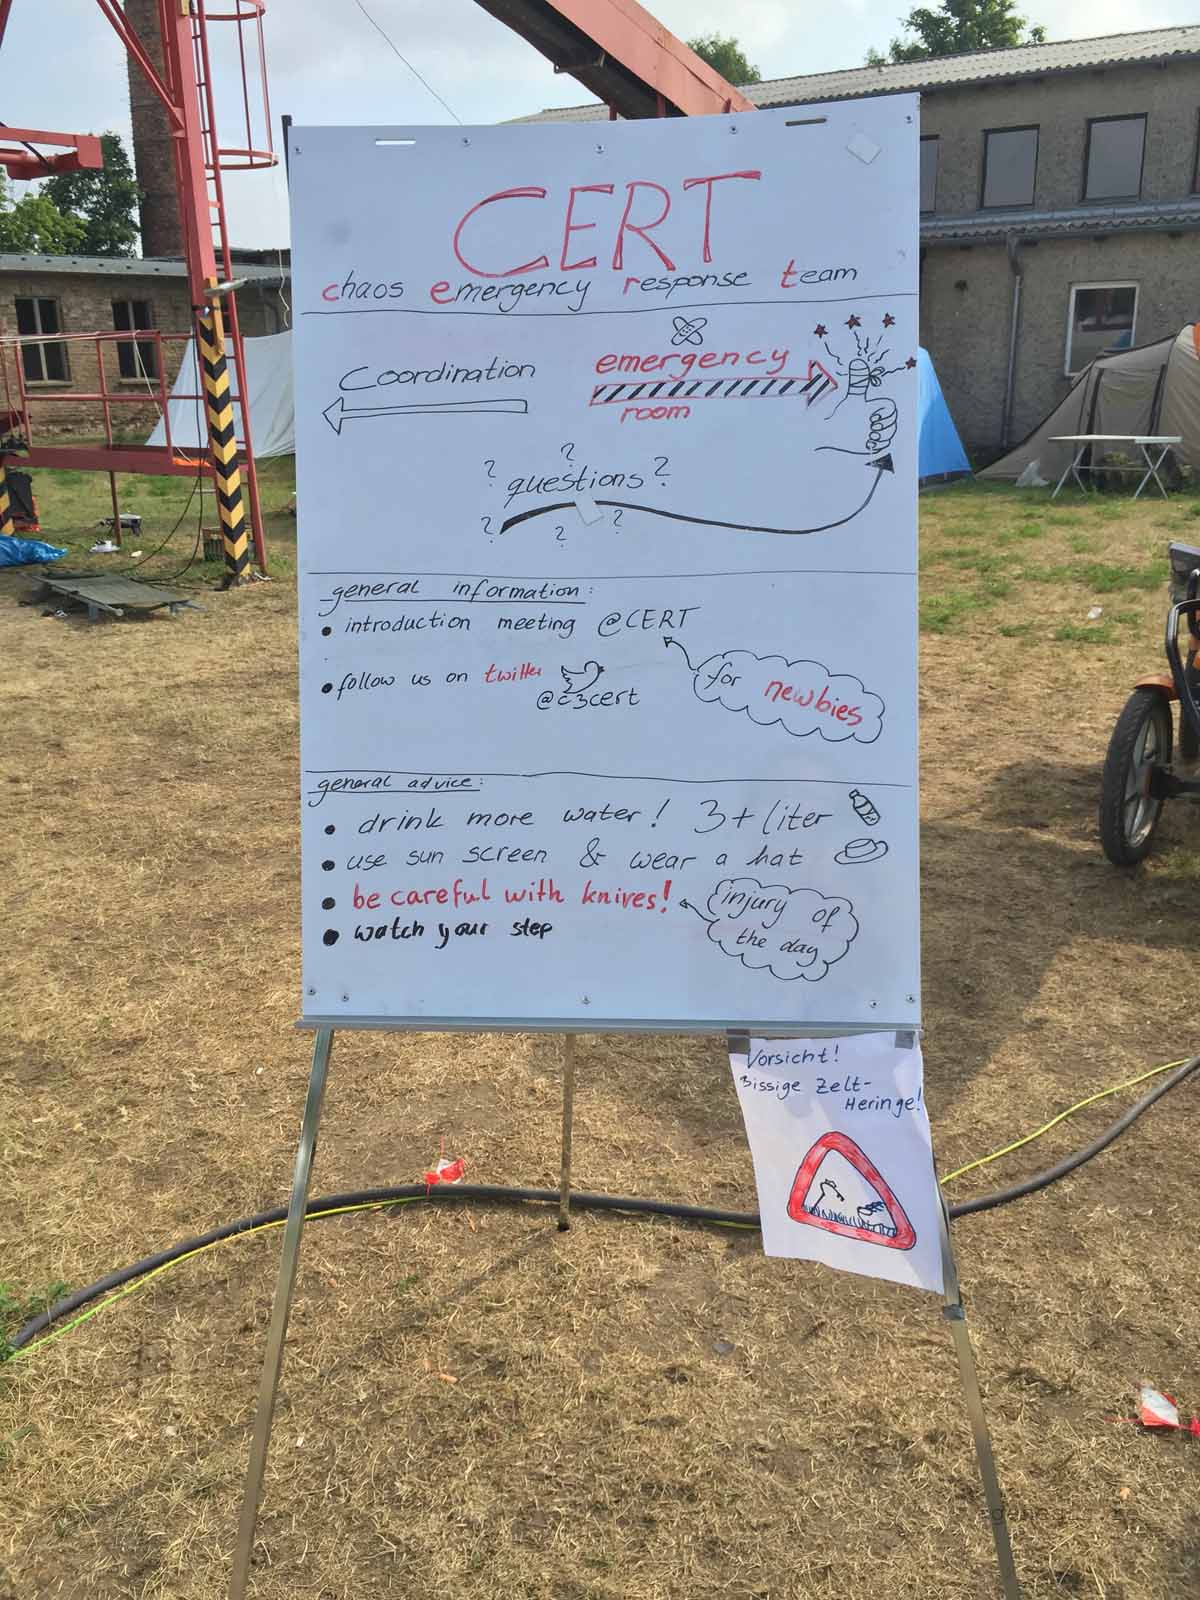 CERT
chaos emergency response team
Coordination
emergency
room
? ? ?
questions
? ? ?
general information:
• introduction meeting @CERT
• follow us on twitter
@c3cert
for newbies
general advice:
• drink more water! 3+ liter
• use sun screen & wear a hat
• be careful with knives!
injury of
the day
• watch your step
Vorsicht!
Bissige Zelt-
Heringe!